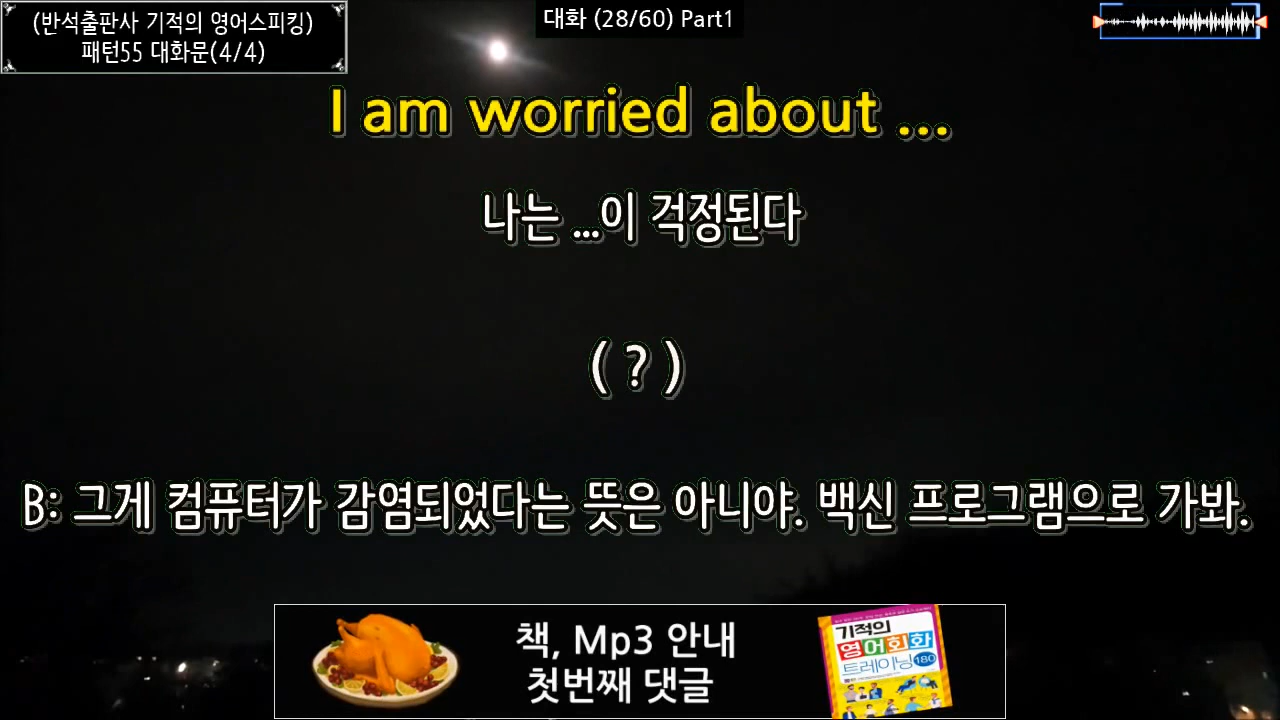 (반석출판사 기적의 영어스피킹)
패턴55 대화문(4/4)
대화 (28/60) Part1
I am worried about ...
나는 ...이 걱정된다
( ? )
B: 그게 컴퓨터가 감염되었다는 뜻은 아니야. 백신 프로그램으로 가봐.
책, Mp3 안내
첫번째 댓글
기적의
영어회화
트레이닝 180